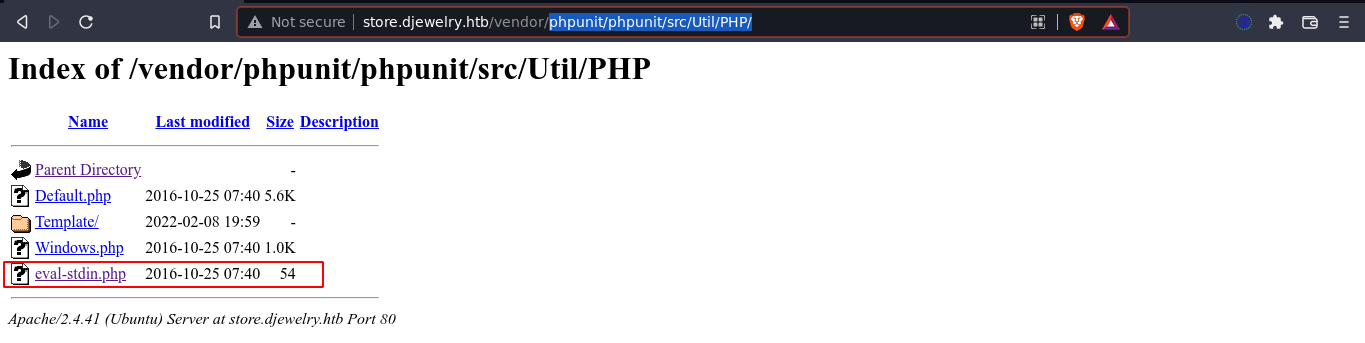 Not secure store.djewelry.htb/vendor/phpunit/phpunit/src/Util/PHP/
Index of /vendor/phpunit/phpunit/src/Util/PHP
Name Last modified Size Description
Parent Directory -
Default.php 2016-10-25 07:40 5.6K
Template/ 2022-02-08 19:59 -
Windows.php 2016-10-25 07:40 1.0K
eval-stdin.php 2016-10-25 07:40 54
Apache/2.4.41 (Ubuntu) Server at store.djewelry.htb Port 80